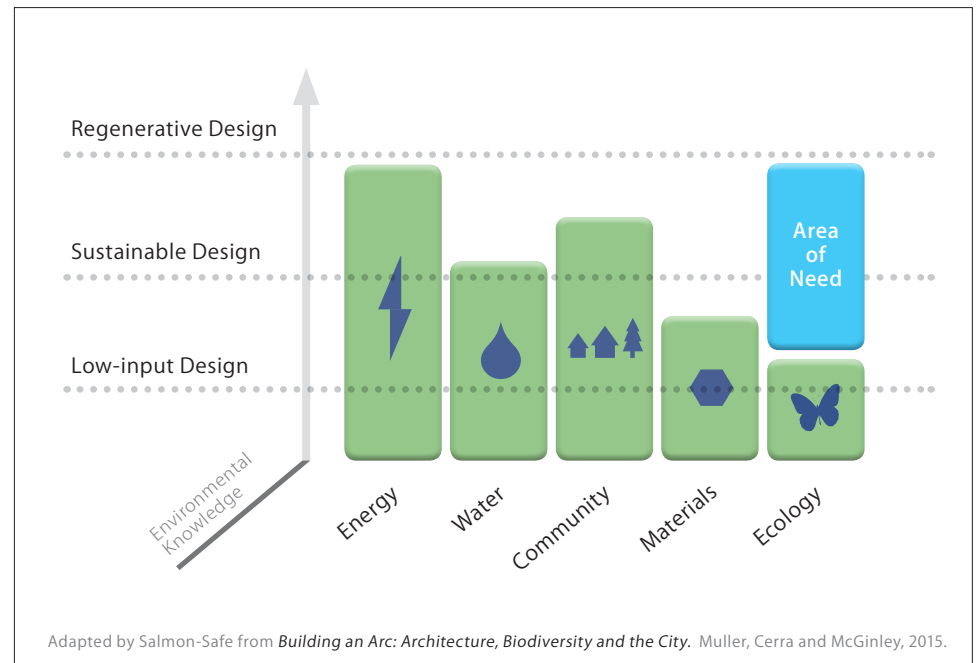 Regenerative Design
Sustainable Design
Low-input Design
Area
of
Need
Environmental
Knowledge
Energy
Water
Community
Materials
Ecology
Adapted by Salmon-Safe from Building an Arc: Architecture, Biodiversity and the City. Muller, Cerra and McGinley, 2015.